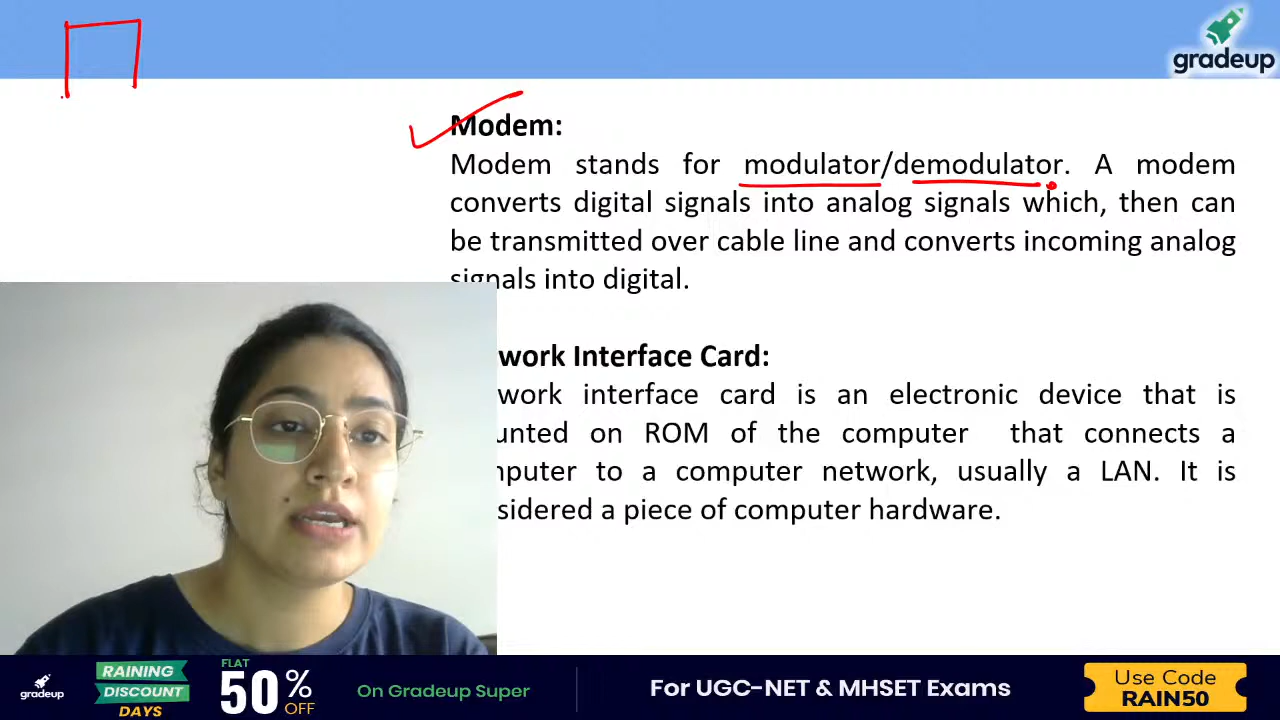 gradeup
Modem:
Modem stands for modulator/demodulator. A modem
converts digital signals into analog signals which, then can
be transmitted over cable line and converts incoming analog
signals into digital.
work Interface Card:
work interface card is an electronic device that is
unted on ROM of the computer that connects a
mputer to a computer network, usually a LAN. It is
sidered a piece of computer hardware.
gradeup
RAINING
DISCOUNT
DAYS
FLAT
50% OFF
On Gradeup Super
For UGC-NET & MHSET Exams
Use Code
RAIN50